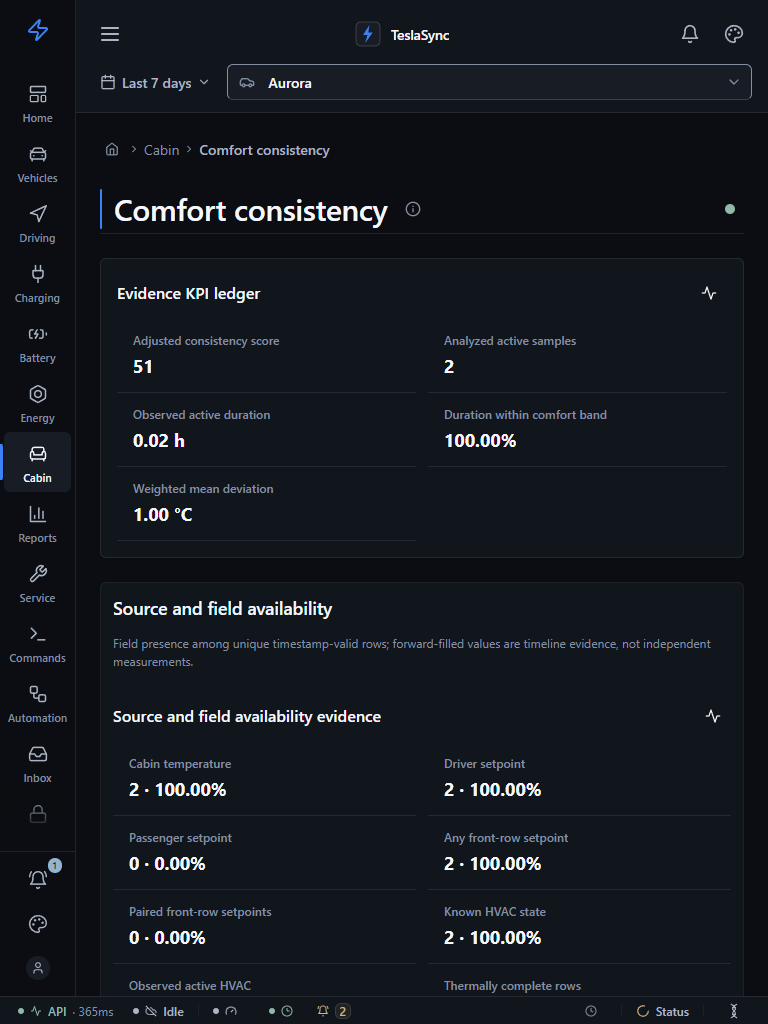 TeslaSync
Last 7 days
Aurora
Home
Vehicles
Driving
Charging
Battery
Energy
Cabin
Reports
Service
Commands
Automation
Inbox
1
Cabin
Comfort consistency
Comfort consistency
Evidence KPI ledger
Adjusted consistency score
51
Analyzed active samples
2
Observed active duration
0.02 h
Duration within comfort band
100.00%
Weighted mean deviation
1.00 °C
Source and field availability
Field presence among unique timestamp-valid rows; forward-filled values are timeline evidence, not independent
measurements.
Source and field availability evidence
Cabin temperature
2 · 100.00%
Driver setpoint
2 · 100.00%
Passenger setpoint
0 · 0.00%
Any front-row setpoint
2 · 100.00%
Paired front-row setpoints
0 · 0.00%
Known HVAC state
2 · 100.00%
Observed active HVAC
Thermally complete rows
API · 365ms
Idle
2
Status